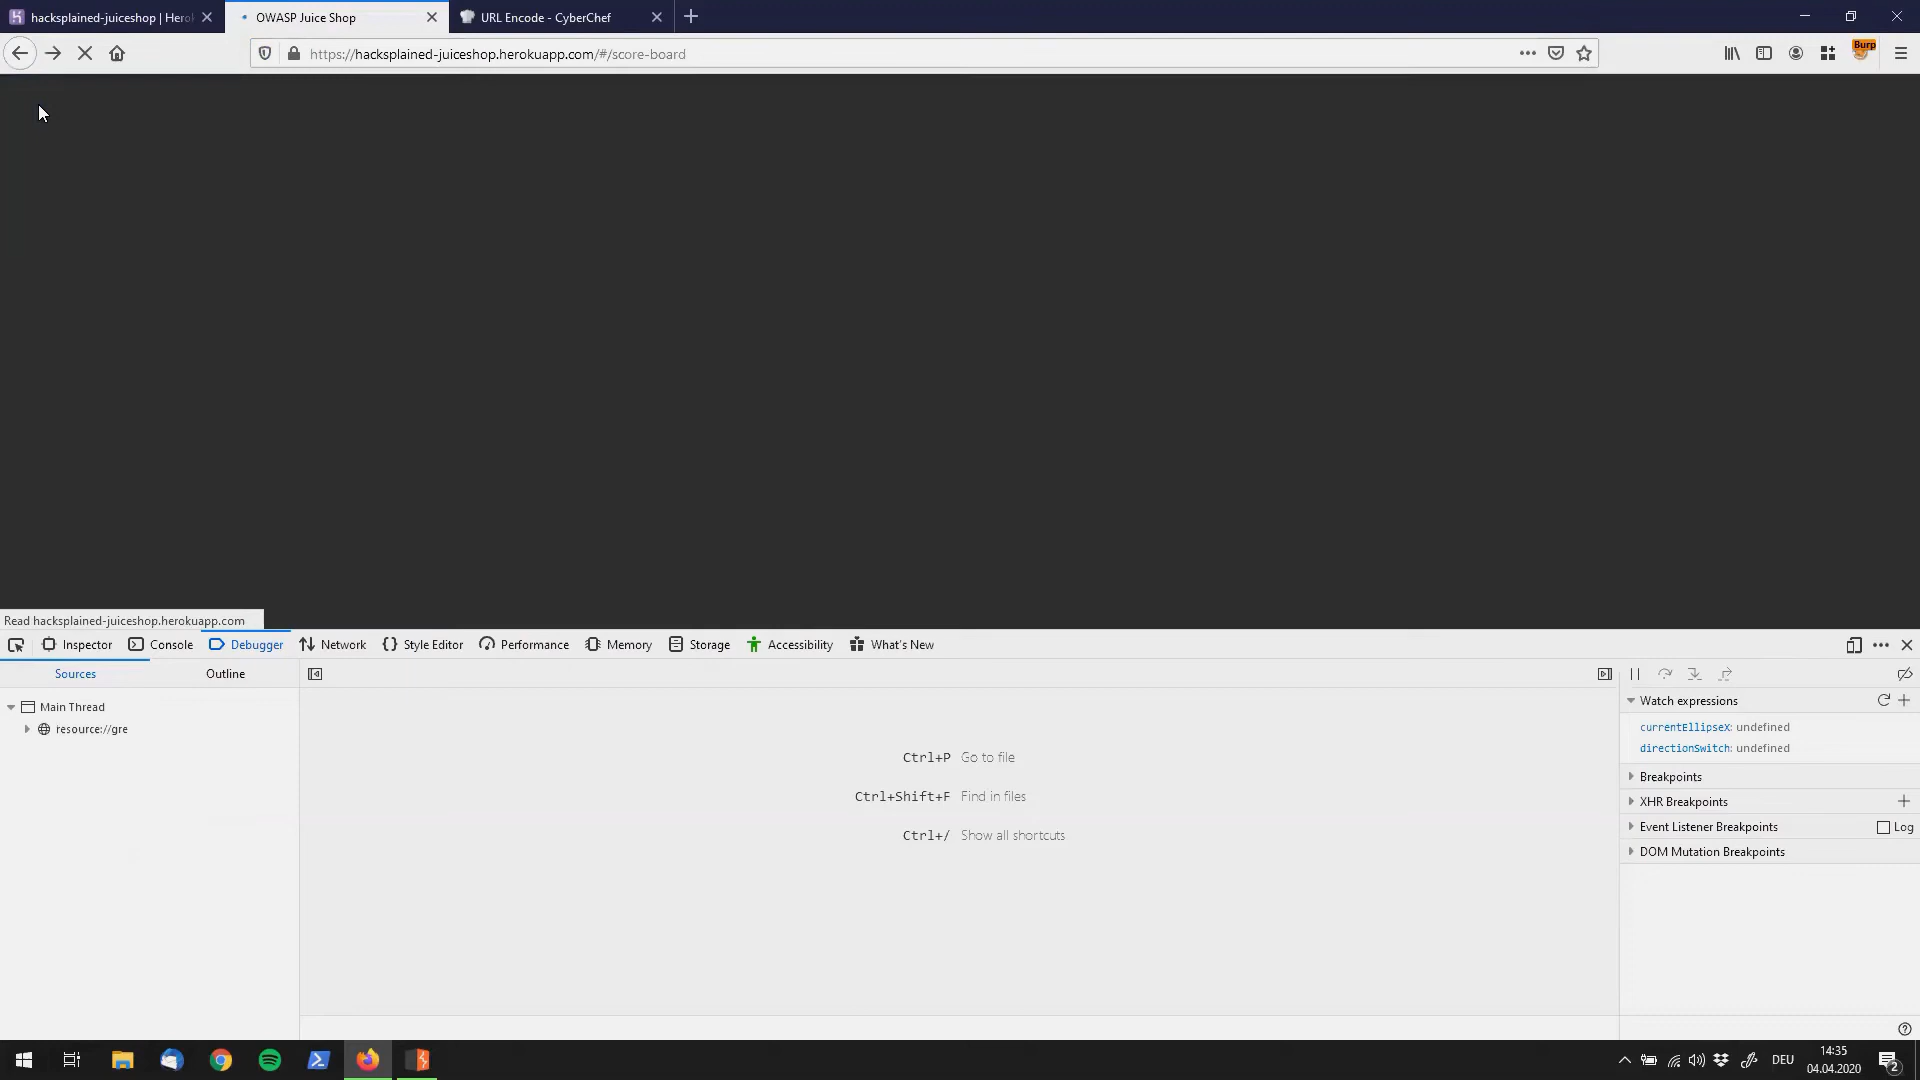 hacksplained-juiceshop | Herok
OWASP Juice Shop
URL Encode - CyberChef
https://hacksplained-juiceshop.herokuapp.com/#/score-board
Burp
Read hacksplained-juiceshop.herokuapp.com
Inspector
Console
Debugger
Network
Style Editor
Performance
Memory
Storage
Accessibility
What's New
Sources
Outline
Main Thread
resource://gre
Ctrl+P Go to file
Ctrl+Shift+F Find in files
Ctrl+/ Show all shortcuts
Watch expressions
currentEllipseX: undefined
directionSwitch: undefined
Breakpoints
XHR Breakpoints
Event Listener Breakpoints
Log
DOM Mutation Breakpoints
DEU
14:35
04.04.2020
2